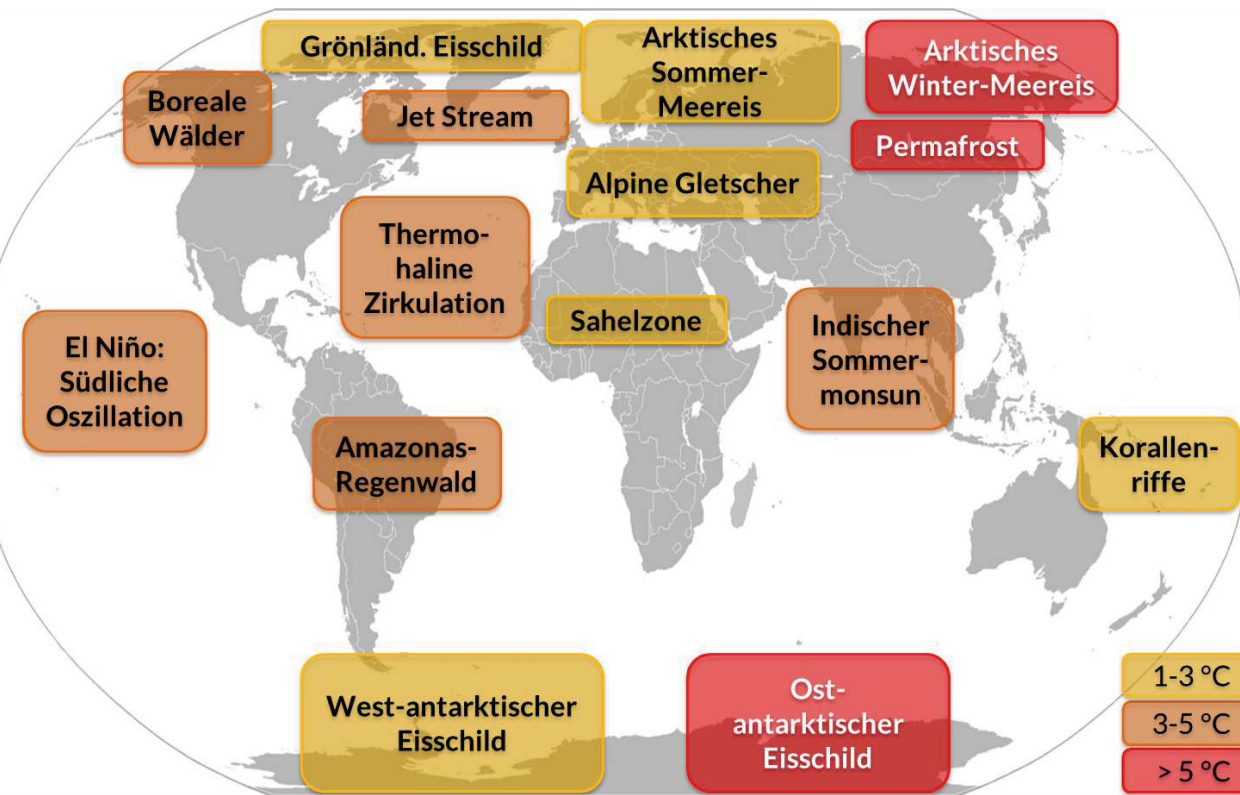 Grönländ. Eisschild
Arktisches
Sommer-
Meereis
Arktisches
Winter-Meereis
Boreale
Wälder
Jet Stream
Permafrost
Alpine Gletscher
Thermo-
haline
Zirkulation
Sahelzone
Indischer
Sommer-
monsun
El Niño:
Südliche
Oszillation
Amazonas-
Regenwald
Korallen-
riffe
West-antarktischer
Eisschild
Ost-
antarktischer
Eisschild
1-3 °C
3-5 °C
> 5 °C